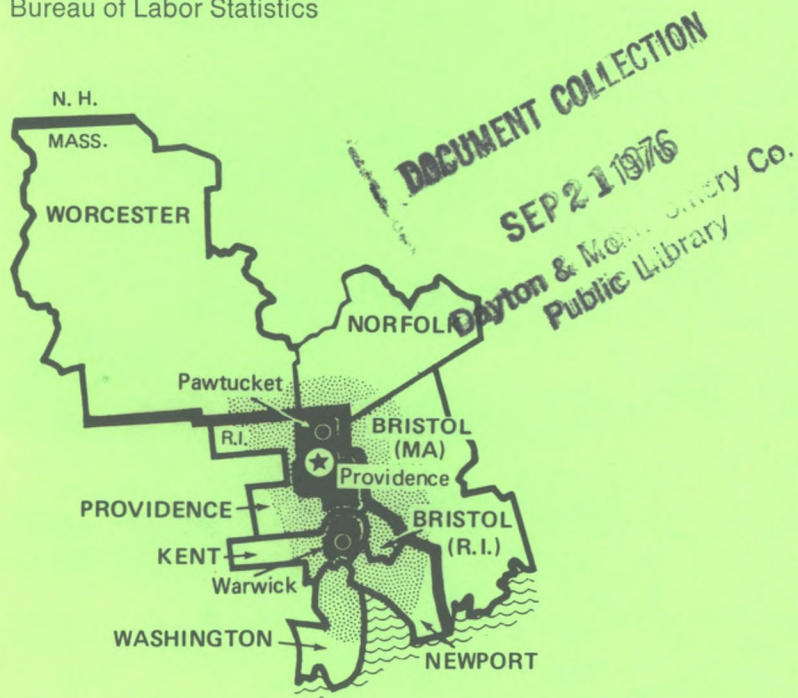 Bureau of Labor Statistics
DOCUMENT COLLECTION
SEP 21 1976
Dayton & Montgomery Co.
Public Library
N. H.
MASS.
WORCESTER
NORFOLK
Pawtucket
R.I.
BRISTOL
(MA)
Providence
PROVIDENCE
BRISTOL
(R.I.)
KENT
Warwick
WASHINGTON
NEWPORT